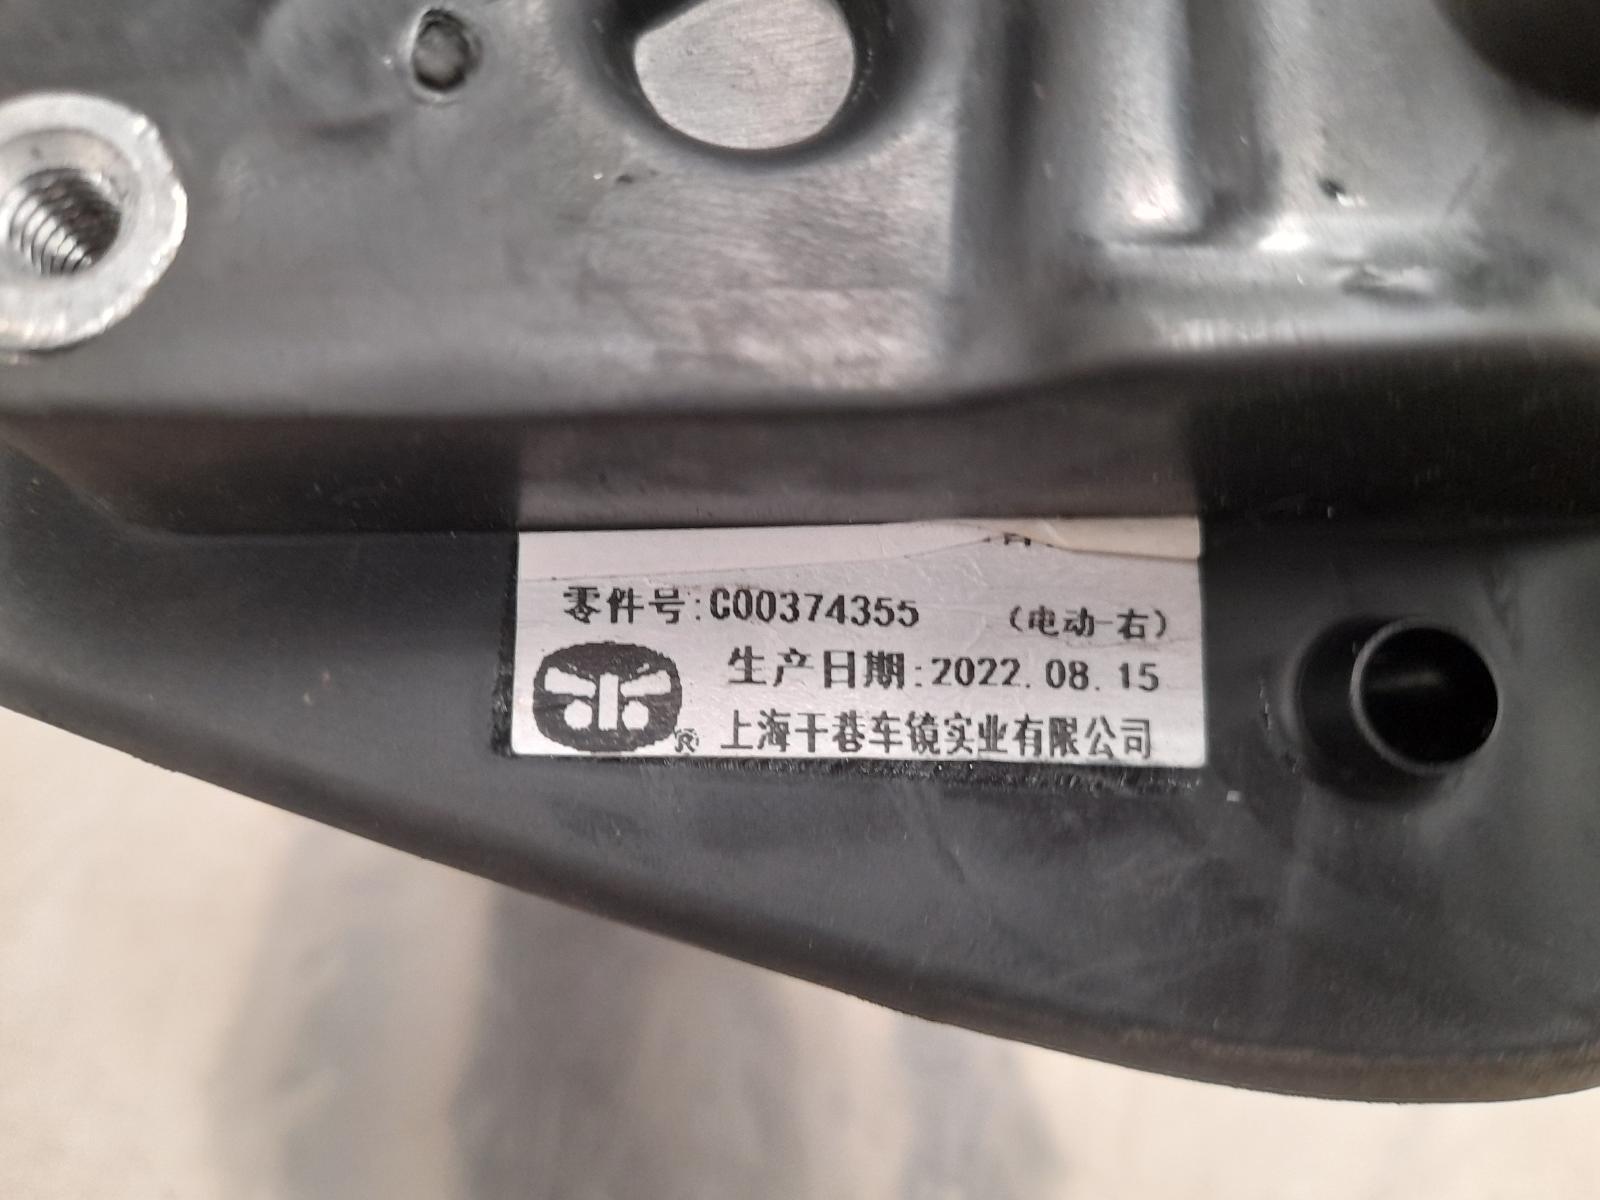 零件号:C00374355 (电动-右)
生产日期:2022.08.15
® 上海干巷车镜实业有限公司